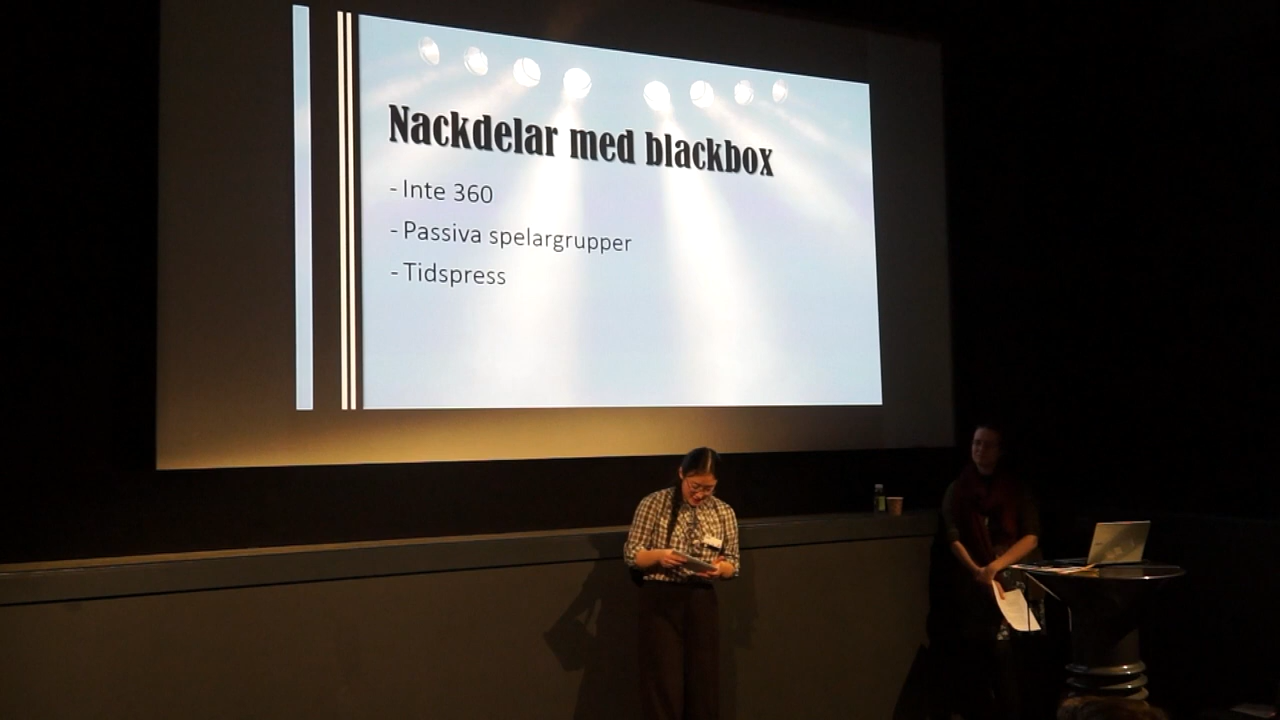 Nackdelar med blackbox
- Inte 360
- Passiva spelargrupper
- Tidspress